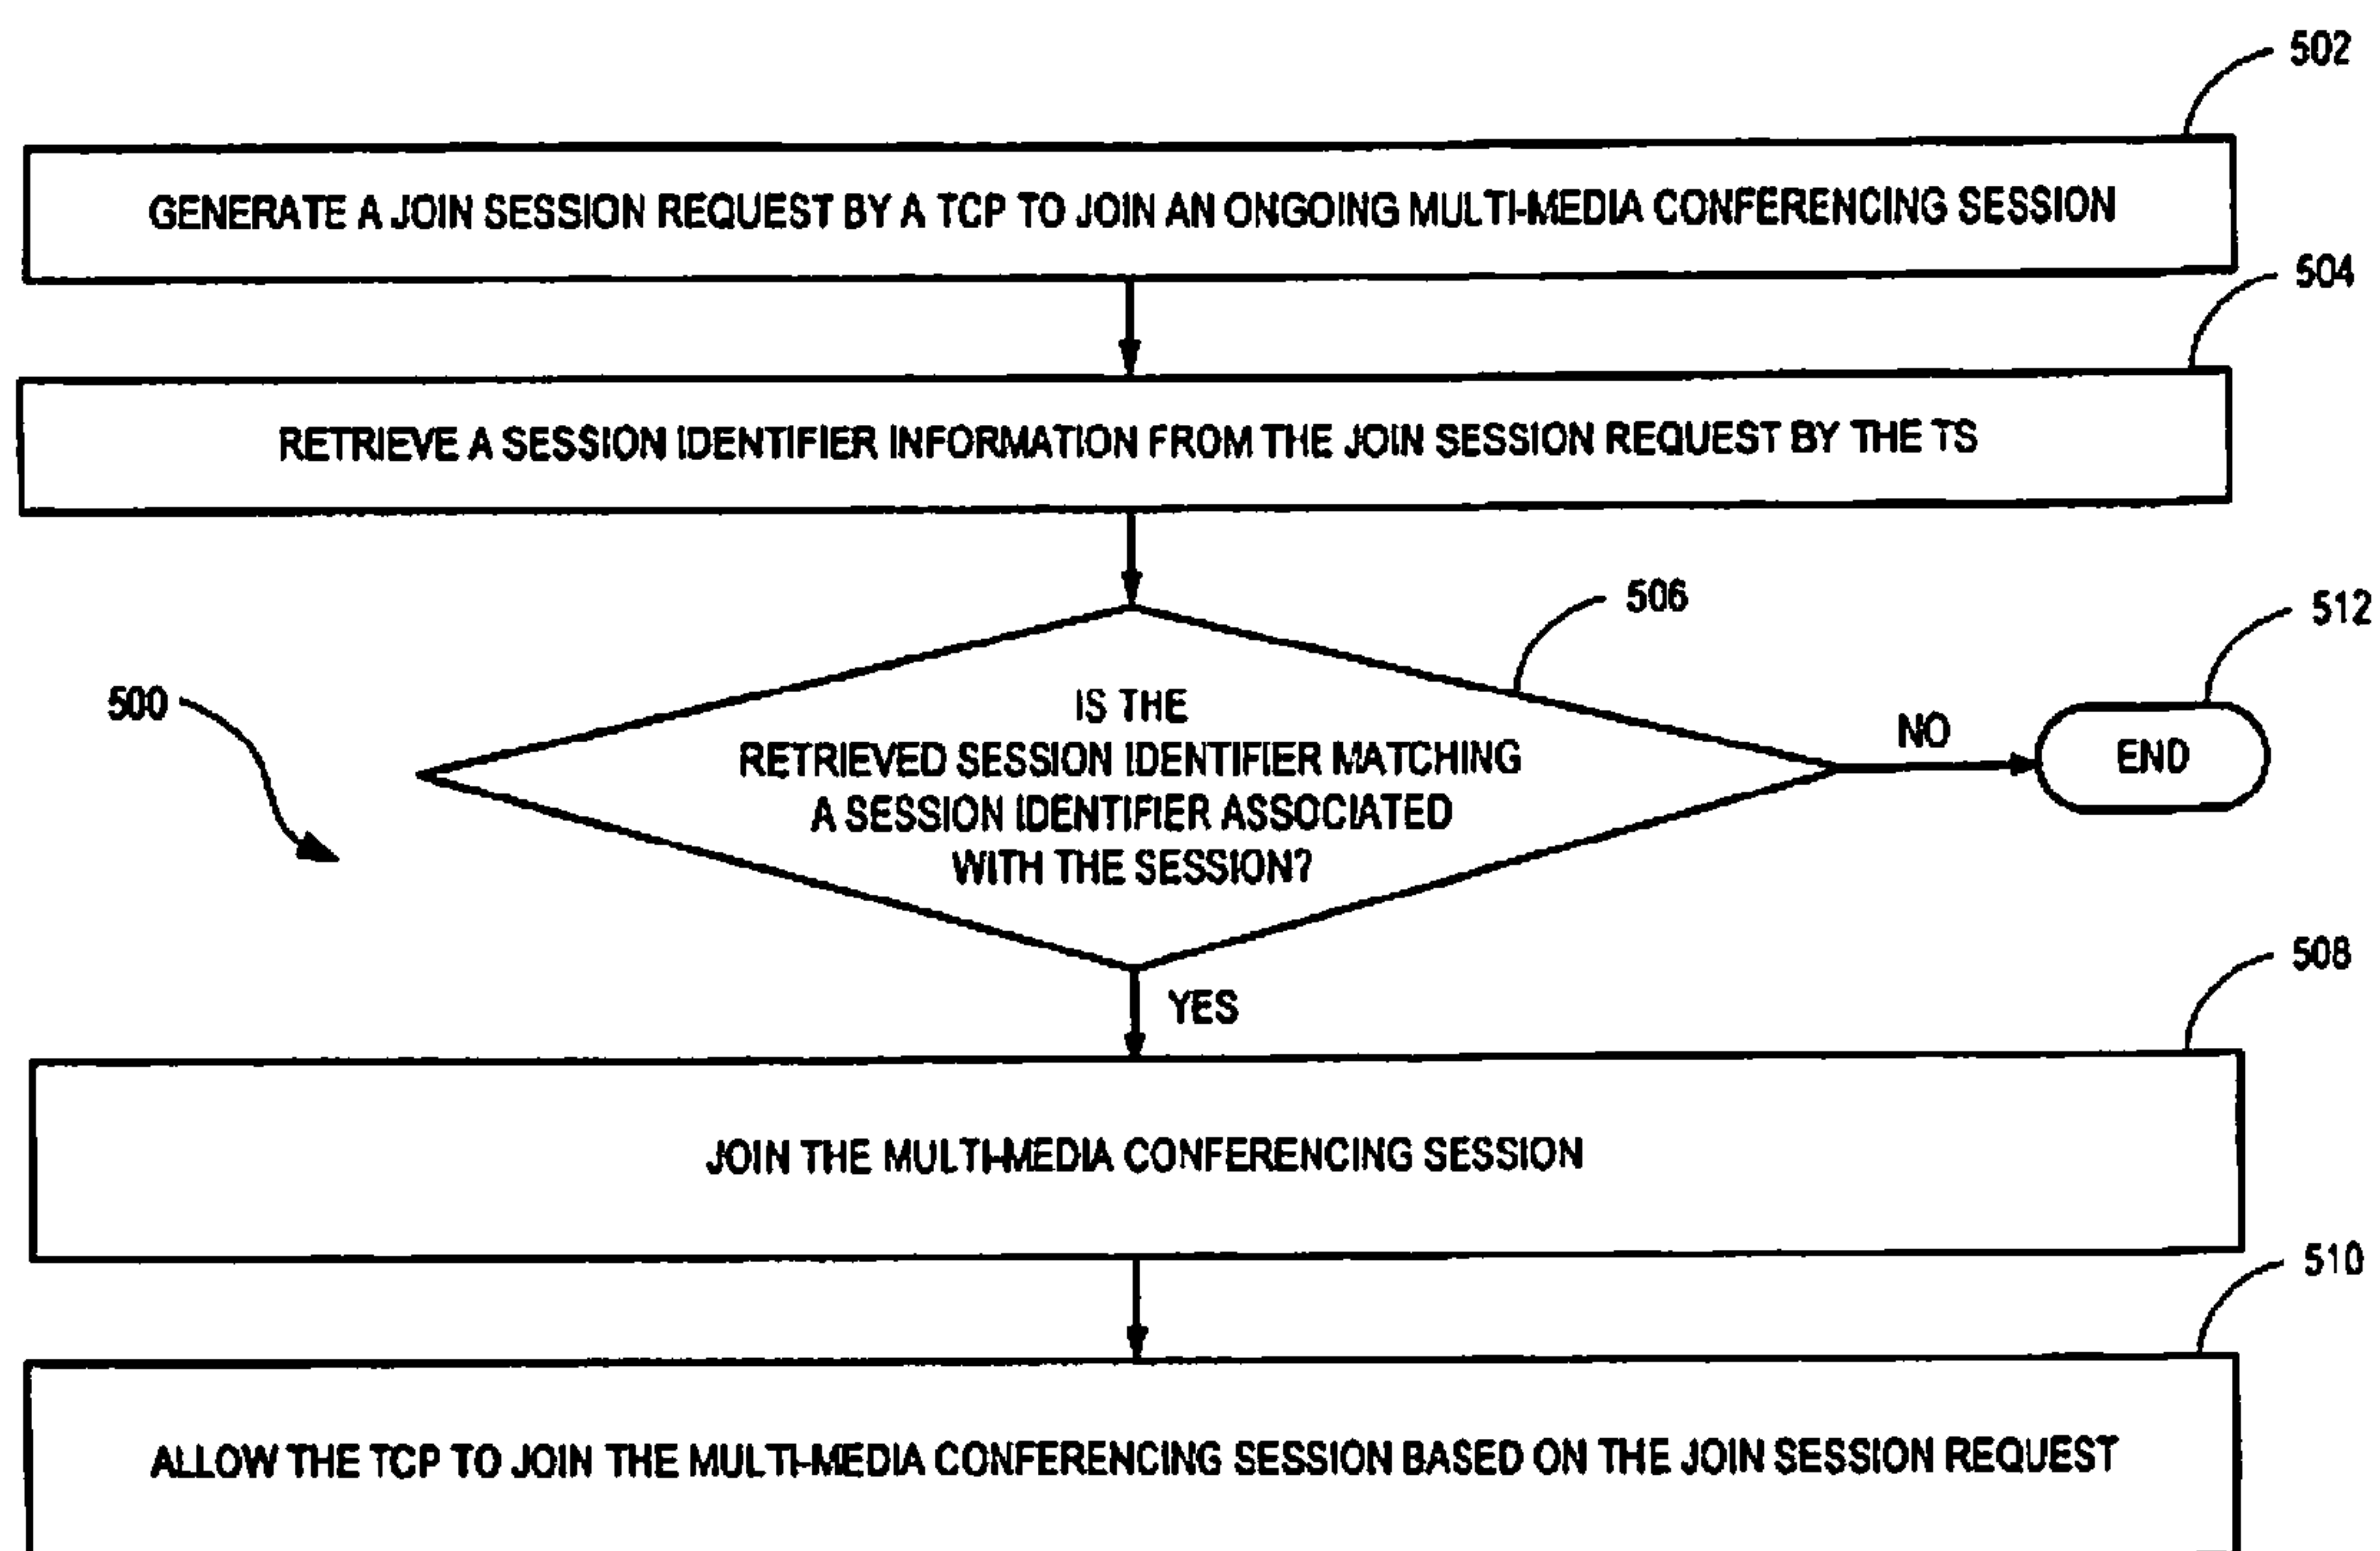 502
GENERATE A JOIN SESSION REQUEST BY A TCP TO JOIN AN ONGOING MULTI-MEDIA CONFERENCING SESSION
504
RETRIEVE A SESSION IDENTIFIER INFORMATION FROM THE JOIN SESSION REQUEST BY THE TS
506
512
500
IS THE
RETRIEVED SESSION IDENTIFIER MATCHING
A SESSION IDENTIFIER ASSOCIATED
WITH THE SESSION?
NO
END
YES
508
JOIN THE MULTI-MEDIA CONFERENCING SESSION
510
ALLOW THE TCP TO JOIN THE MULTI-MEDIA CONFERENCING SESSION BASED ON THE JOIN SESSION REQUEST